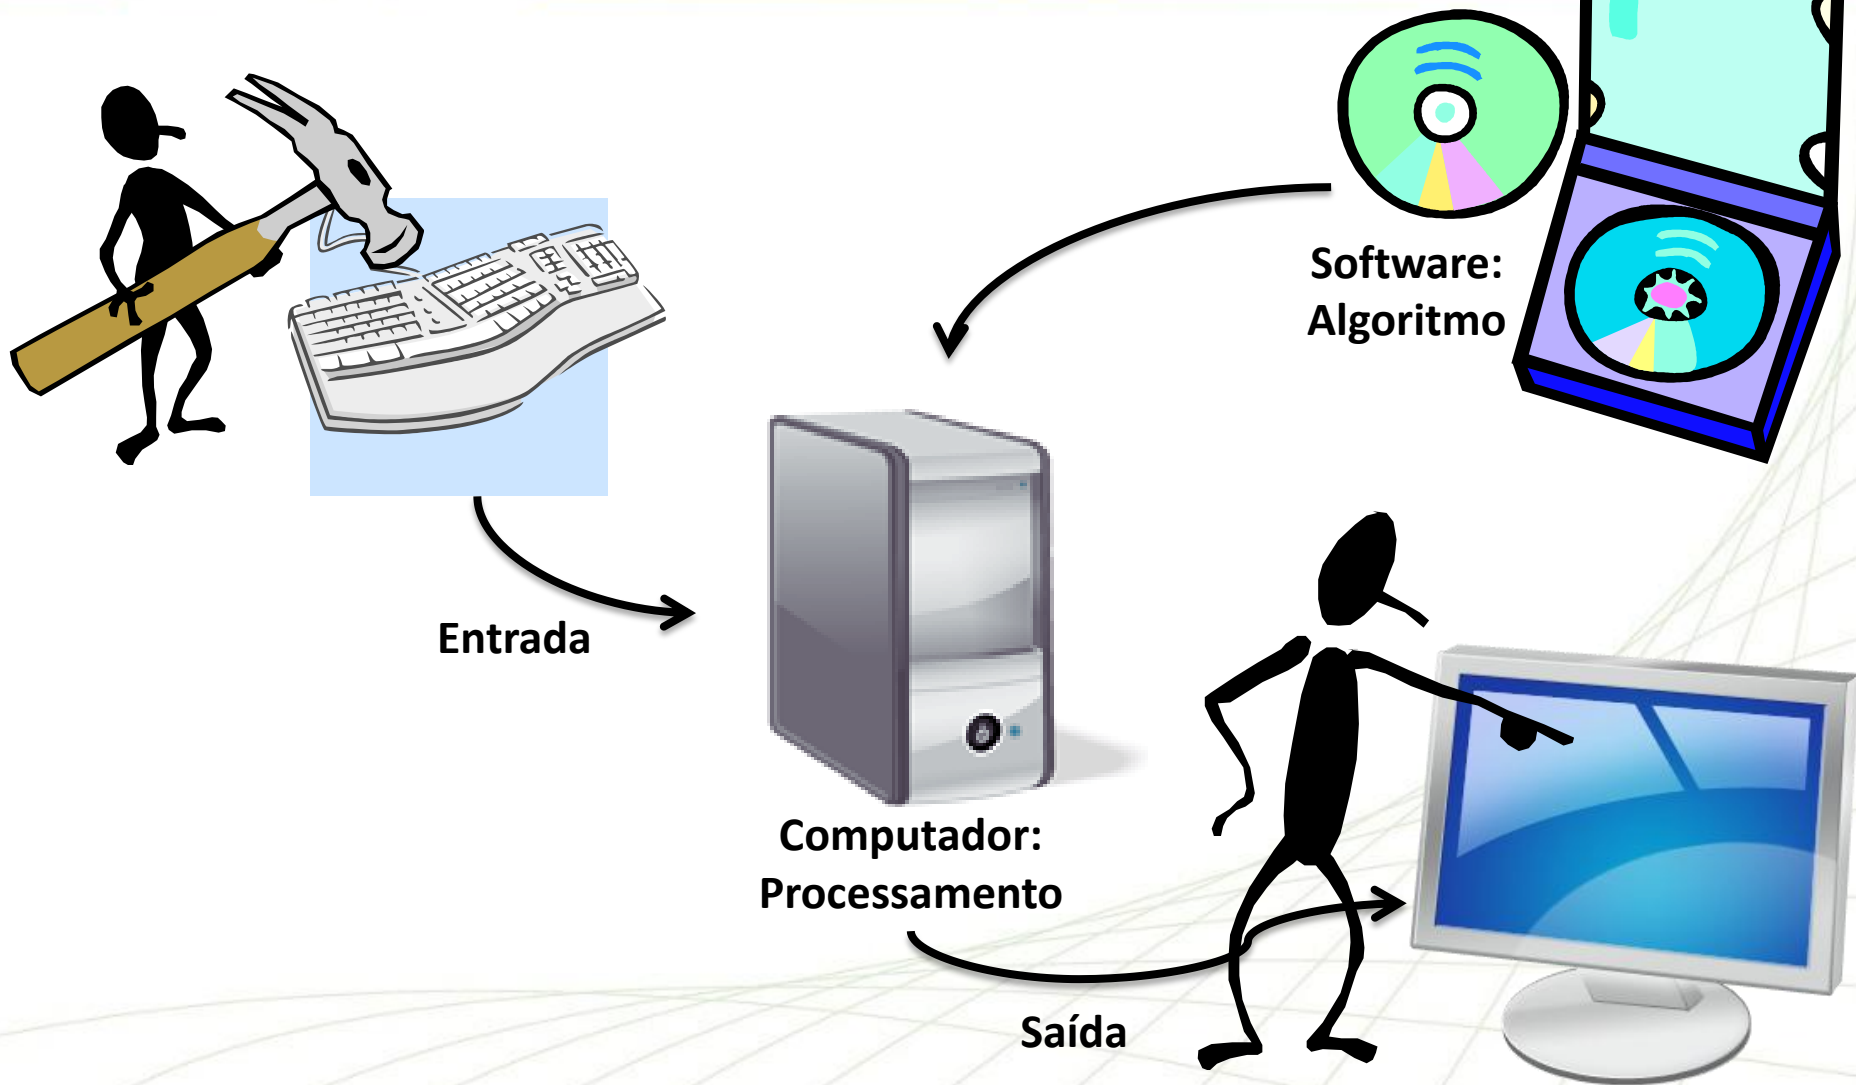 Software:
Algoritmo
Entrada
Computador:
Processamento
Saída